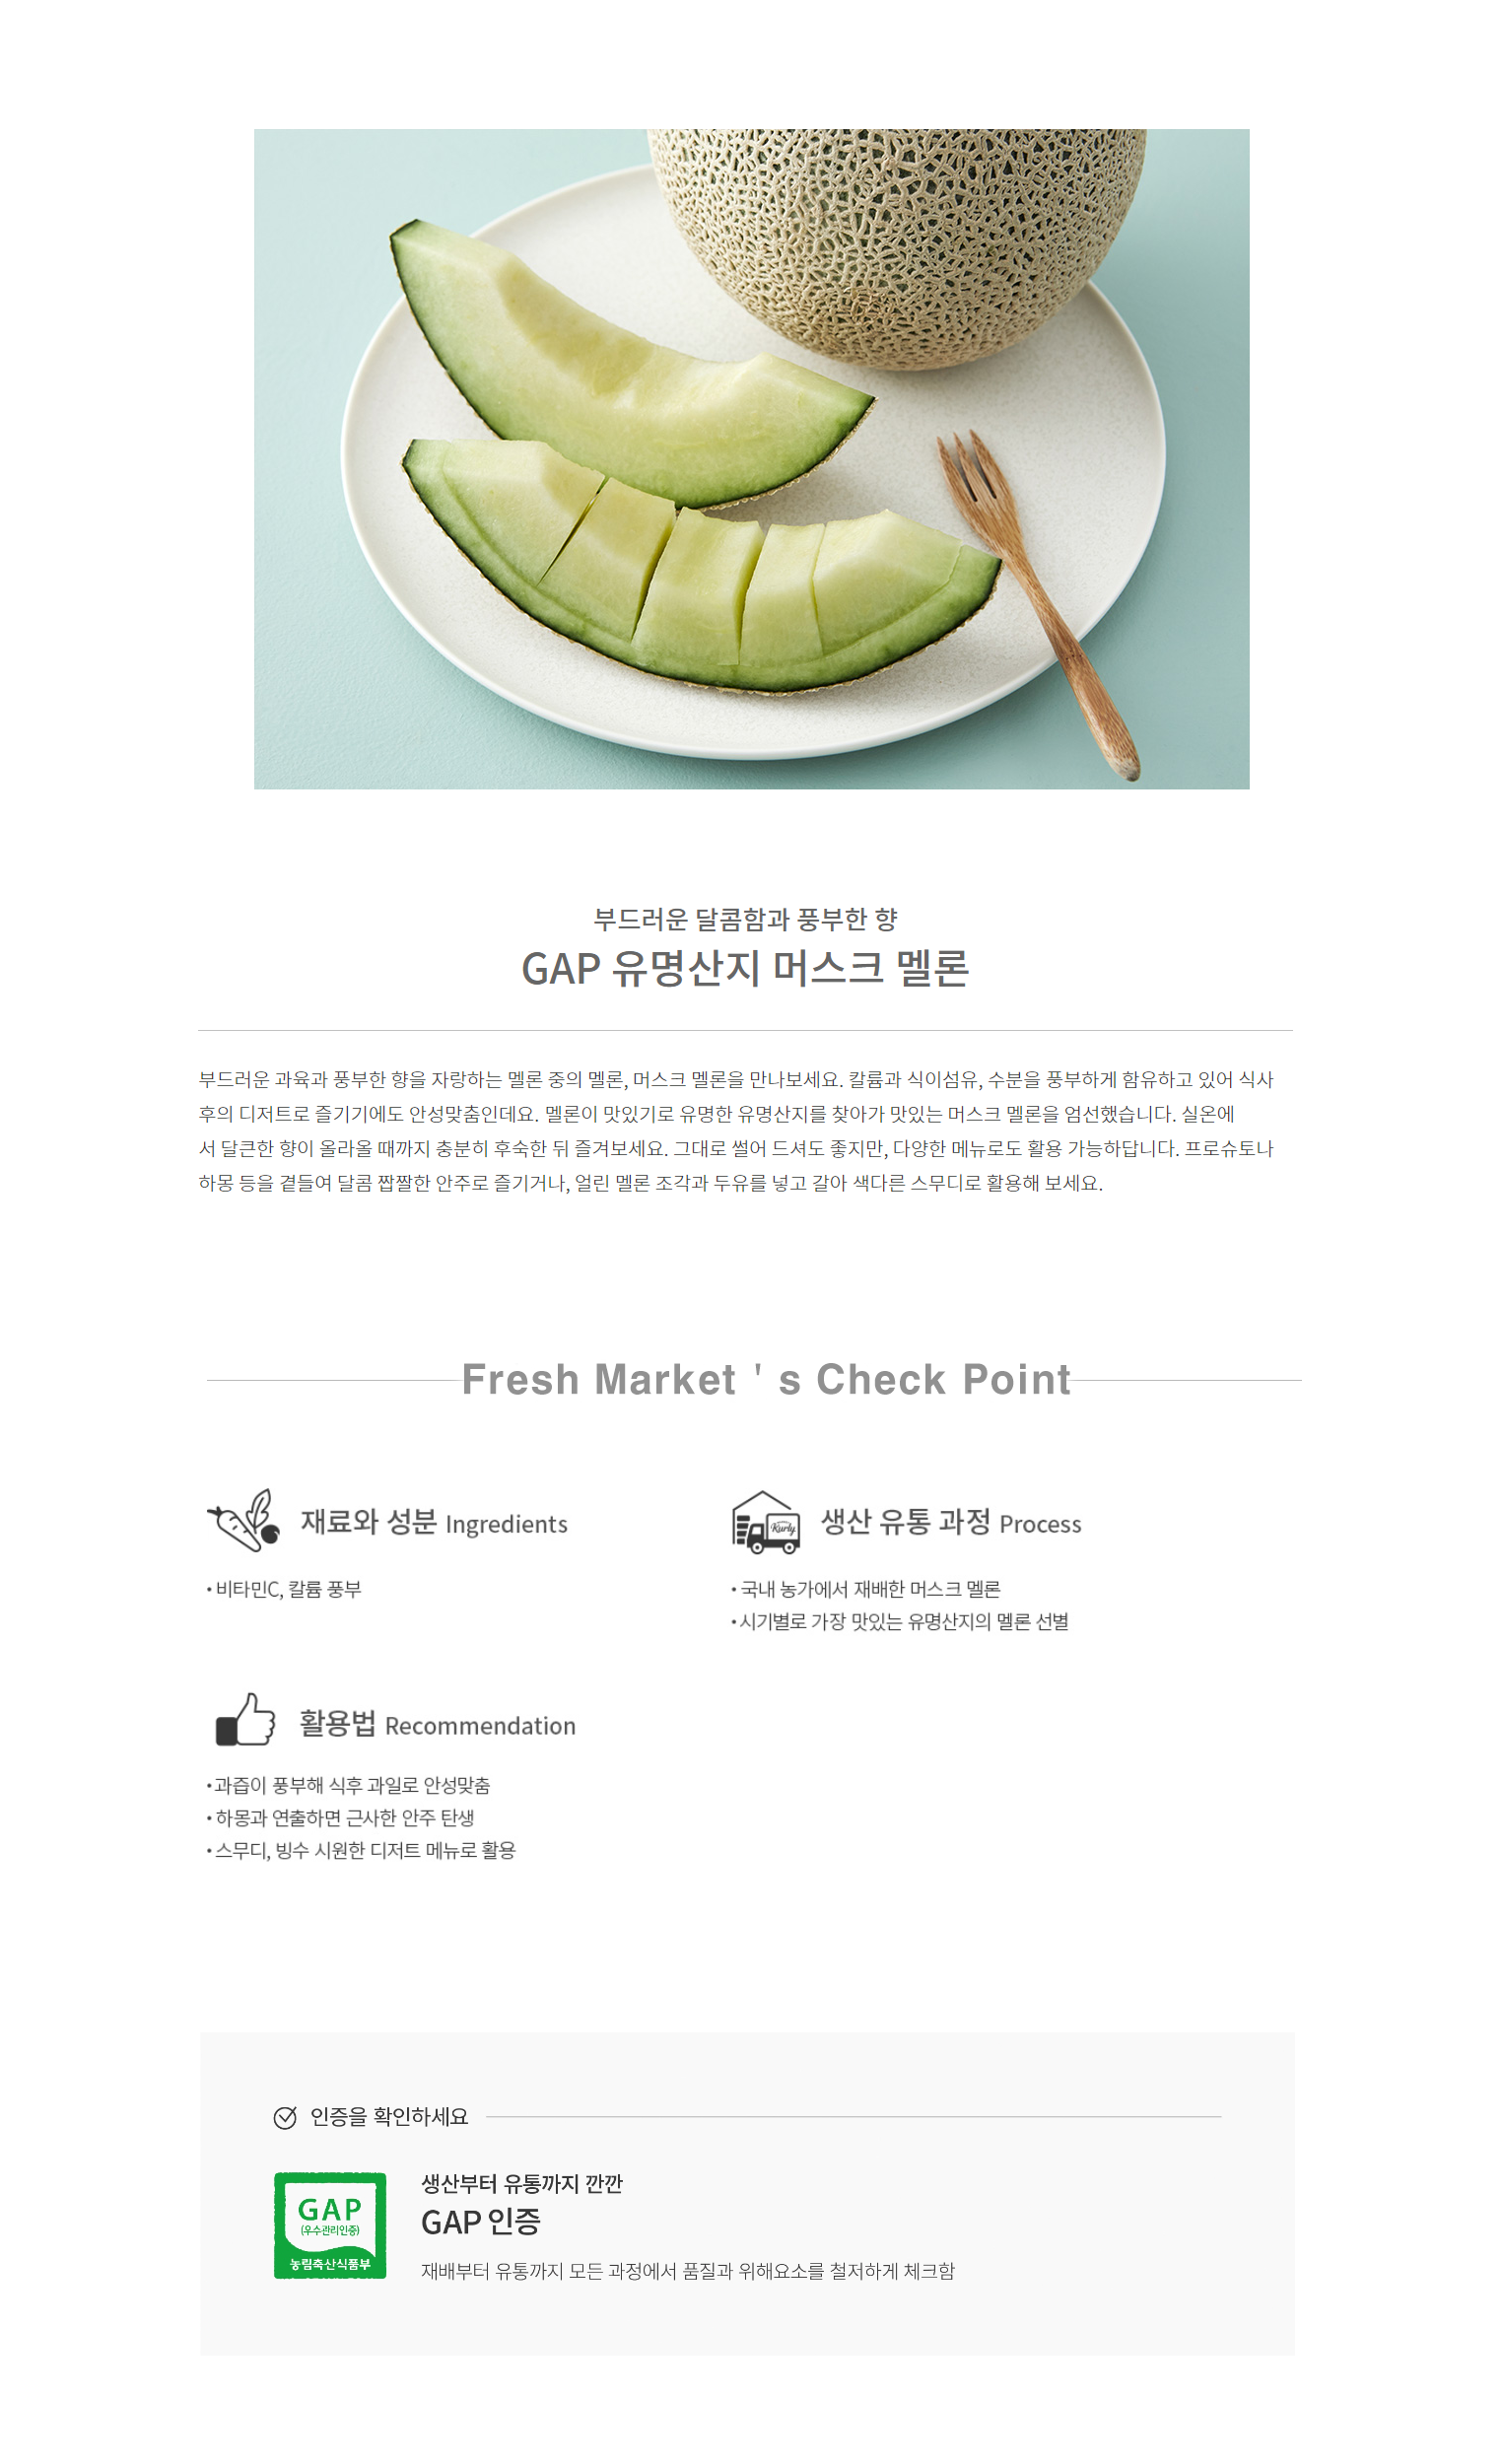 부드러운 달콤함과 풍부한 향
GAP 유명산지 머스크 멜론
부드러운 과육과 풍부한 향을 자랑하는 멜론 중의 멜론, 머스크 멜론을 만나보세요. 칼륨과 식이섬유, 수분을 풍부하게 함유하고 있어 식사
후의 디저트로 즐기기에도 안성맞춤인데요. 멜론이 맛있기로 유명한 유명산지를 찾아가 맛있는 머스크 멜론을 엄선했습니다. 실온에
서 달큰한 향이 올라올 때까지 충분히 후숙한 뒤 즐겨보세요. 그대로 썰어 드셔도 좋지만, 다양한 메뉴로도 활용 가능하답니다. 프로슈토나
하몽 등을 곁들여 달콤 짭짤한 안주로 즐기거나, 얼린 멜론 조각과 두유를 넣고 갈아 색다른 스무디로 활용해 보세요.
Fresh Market ' s Check Point
재료와 성분 Ingredients
• 비타민C, 칼륨 풍부
Kurly
생산 유통 과정 Process
• 국내 농가에서 재배한 머스크 멜론
• 시기별로 가장 맛있는 유명산지의 멜론 선별
활용법 Recommendation
• 과즙이 풍부해 식후 과일로 안성맞춤
• 하몽과 연출하면 근사한 안주 탄생
• 스무디, 빙수 시원한 디저트 메뉴로 활용
인증을 확인하세요
GAP
(우수관리인증)
농림축산식품부
생산부터 유통까지 깐깐
GAP 인증
재배부터 유통까지 모든 과정에서 품질과 위해요소를 철저하게 체크함